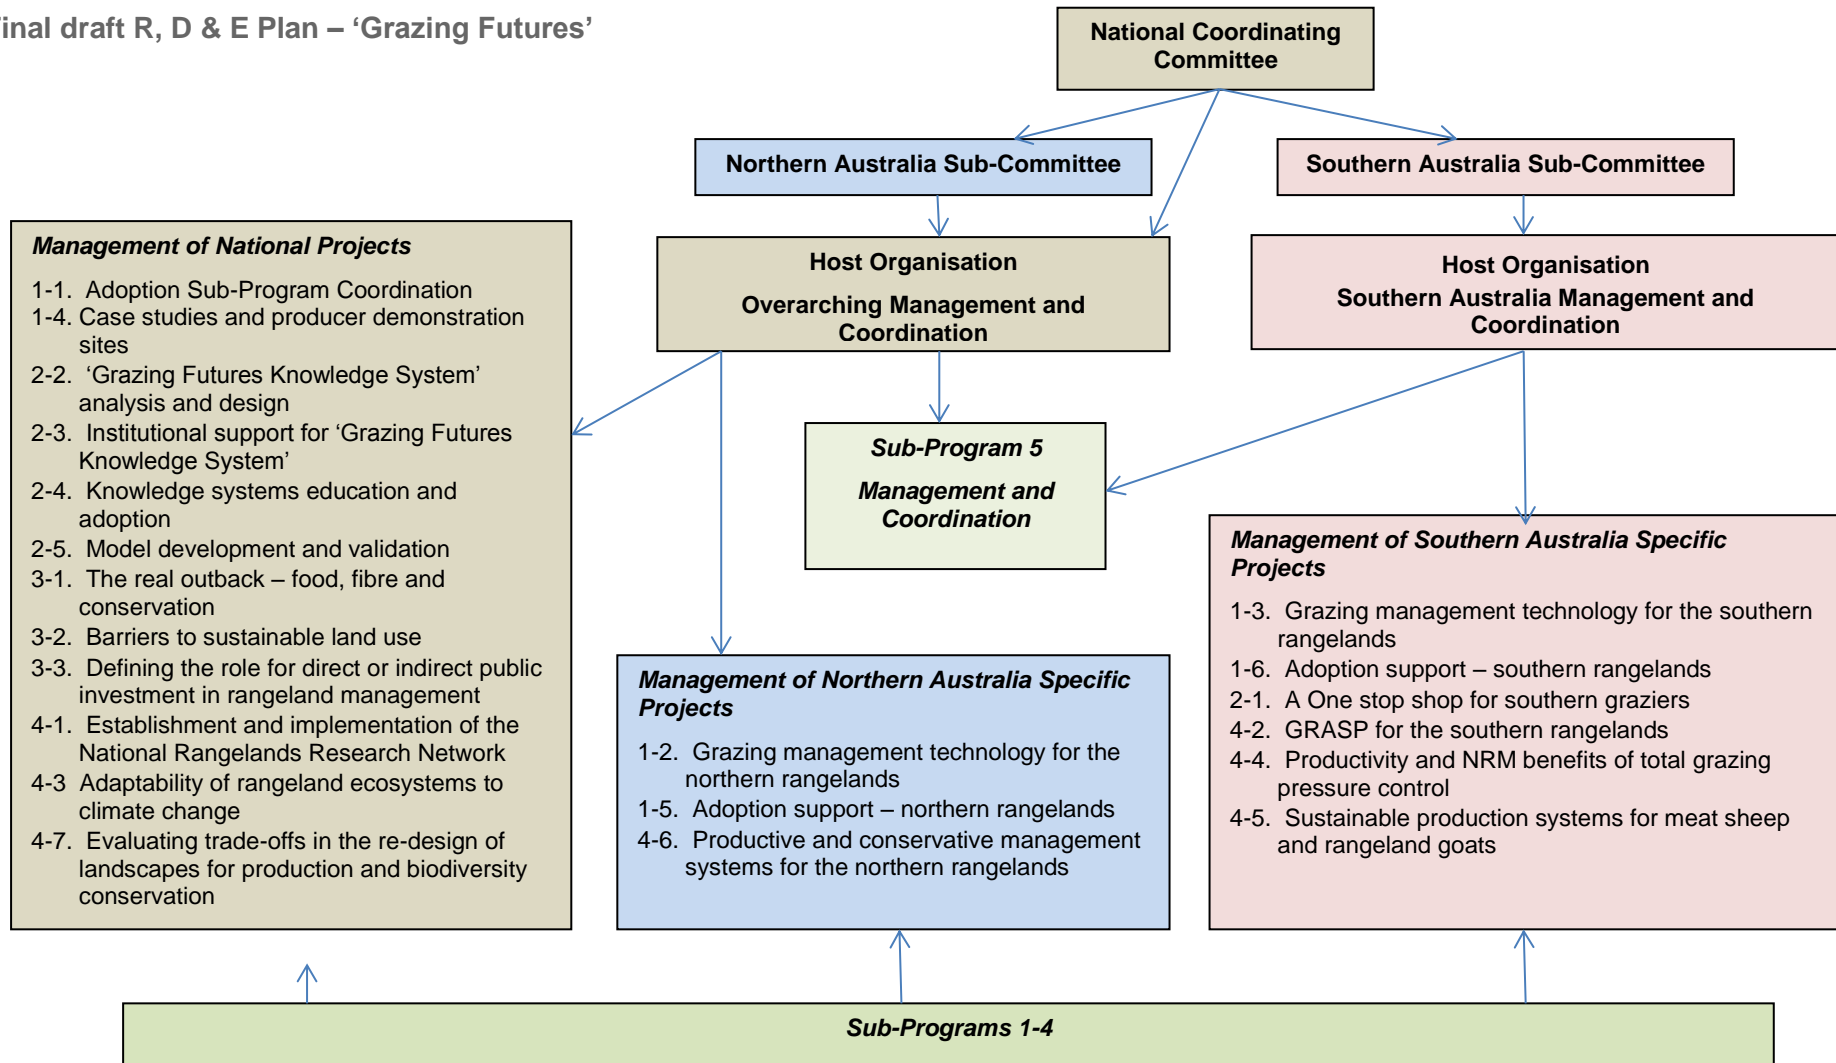 inal draft R, D & E Plan – ‘Grazing Futures’
National Coordinating
Committee
Northern Australia Sub-Committee
Southern Australia Sub-Committee
Host Organisation
Overarching Management and
Coordination
Host Organisation
Southern Australia Management and
Coordination
Management of National Projects
1-1. Adoption Sub-Program Coordination
1-4. Case studies and producer demonstration
sites
2-2. ‘Grazing Futures Knowledge System’
analysis and design
2-3. Institutional support for ‘Grazing Futures
Knowledge System’
2-4. Knowledge systems education and
adoption
2-5. Model development and validation
3-1. The real outback – food, fibre and
conservation
3-2. Barriers to sustainable land use
3-3. Defining the role for direct or indirect public
investment in rangeland management
4-1. Establishment and implementation of the
National Rangelands Research Network
4-3 Adaptability of rangeland ecosystems to
climate change
4-7. Evaluating trade-offs in the re-design of
landscapes for production and biodiversity
conservation
Sub-Program 5
Management and
Coordination
Management of Northern Australia Specific
Projects
1-2. Grazing management technology for the
northern rangelands
1-5. Adoption support – northern rangelands
4-6. Productive and conservative management
systems for the northern rangelands
Management of Southern Australia Specific
Projects
1-3. Grazing management technology for the southern
rangelands
1-6. Adoption support – southern rangelands
2-1. A One stop shop for southern graziers
4-2. GRASP for the southern rangelands
4-4. Productivity and NRM benefits of total grazing
pressure control
4-5. Sustainable production systems for meat sheep
and rangeland goats
Sub-Programs 1-4